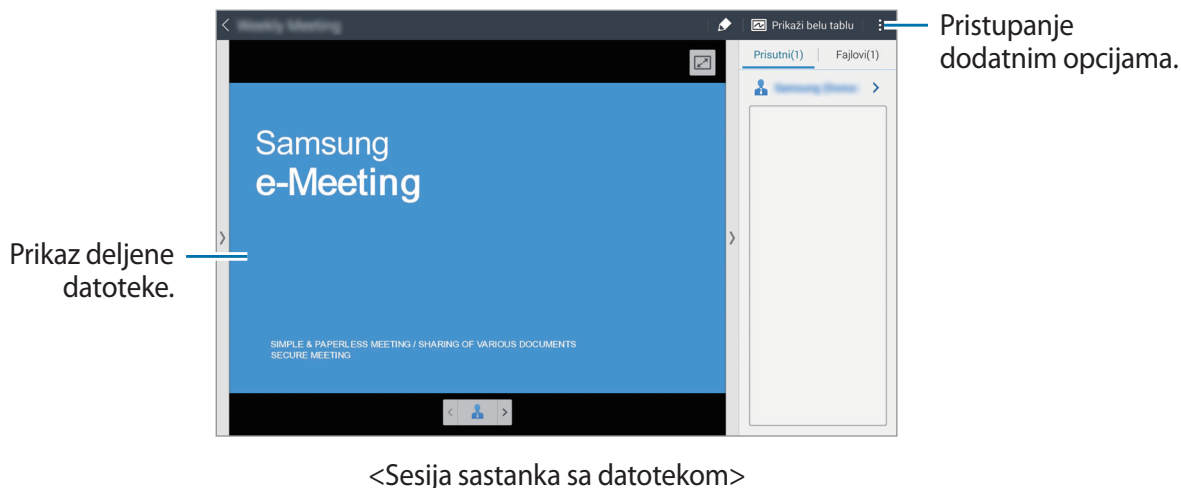 Prikaži belu tablu
Pristupanje
dodatnim opcijama.
Prisutni(1)
Fajlovi(1)
Samsung
e-Meeting
Prikaz deljene
datoteke.
SIMPLE & PAPERLESS MEETING / SHARING OF VARIOUS DOCUMENTS
SECURE MEETING
<Sesija sastanka sa datotekom>